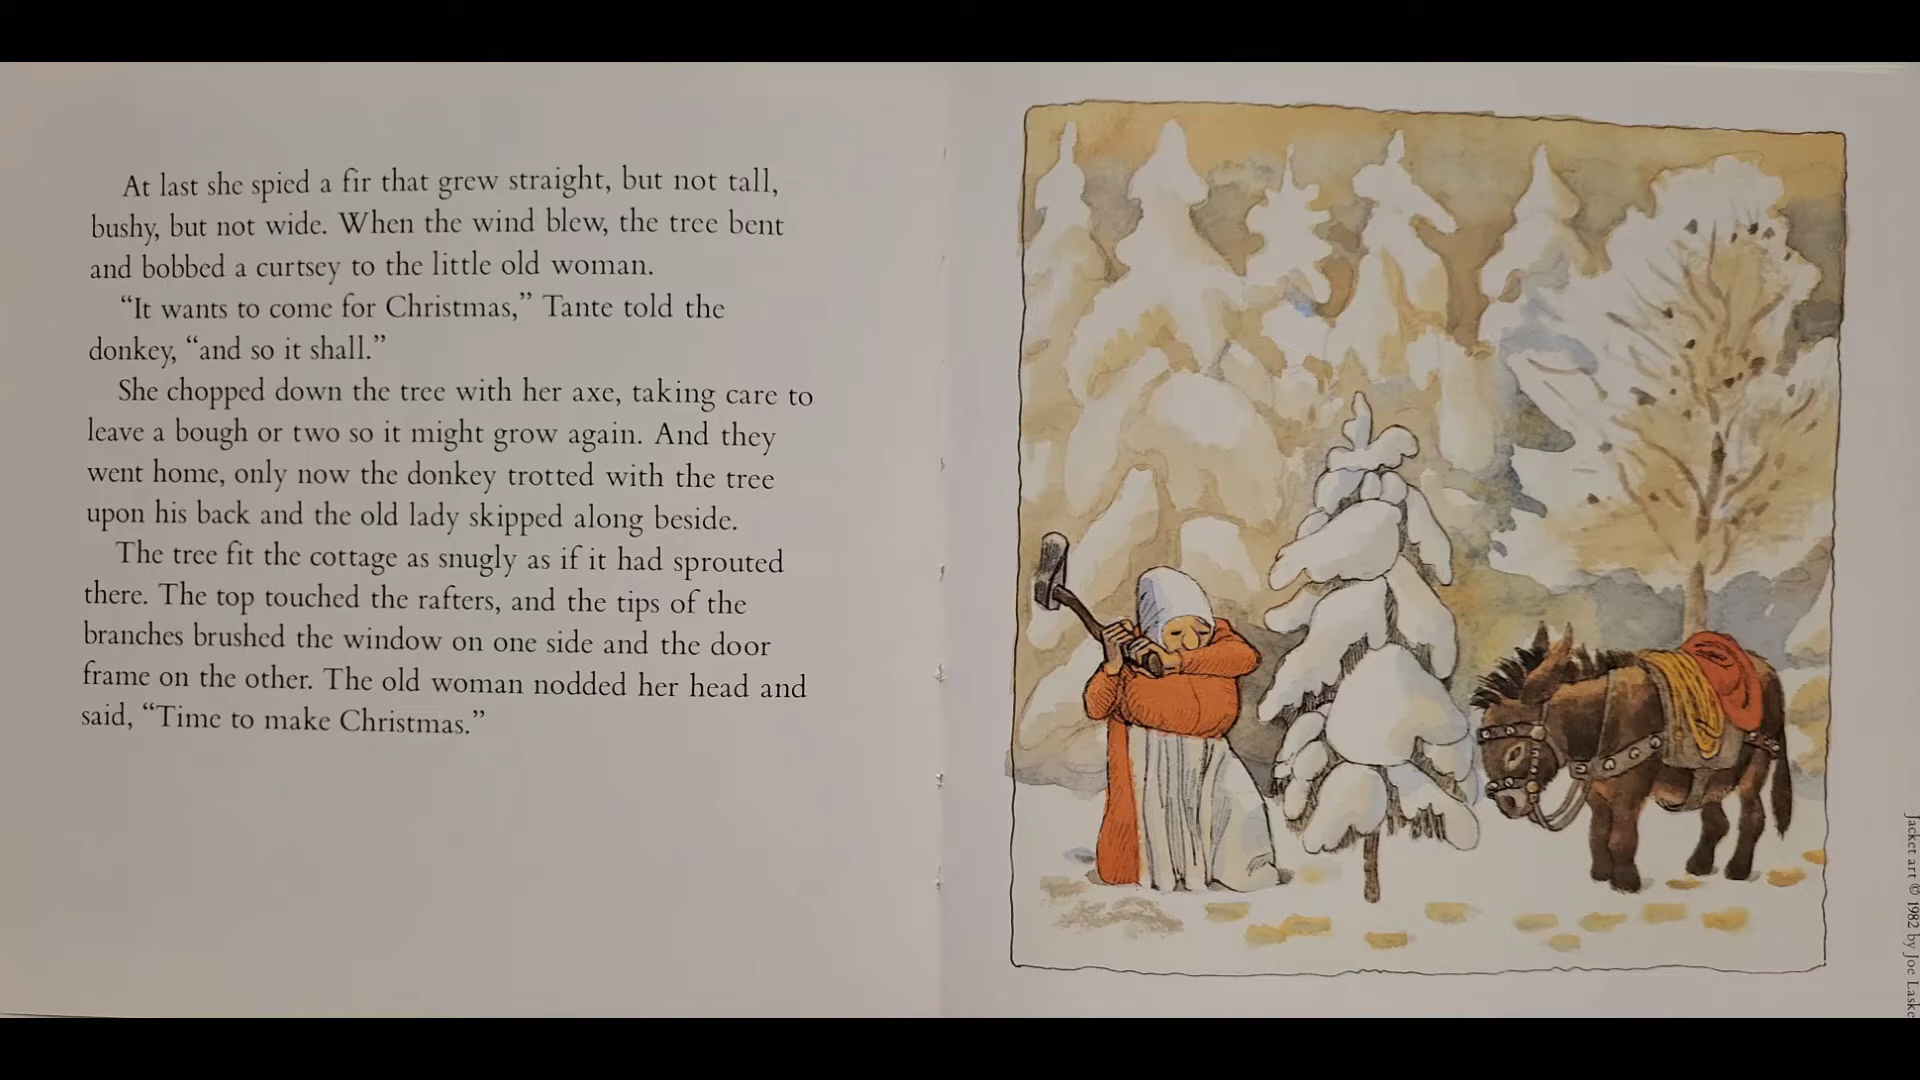 At last she spied a fir that grew straight, but not tall,
bushy, but not wide. When the wind blew, the tree bent
and bobbed a curtsey to the little old woman.
“It wants to come for Christmas,” Tante told the
donkey, “and so it shall.”
She chopped down the tree with her axe, taking care to
leave a bough or two so it might grow again. And they
went home, only now the donkey trotted with the tree
upon his back and the old lady skipped along beside.
The tree fit the cottage as snugly as if it had sprouted
there. The top touched the rafters, and the tips of the
branches brushed the window on one side and the door
frame on the other. The old woman nodded her head and
said, “Time to make Christmas.”
Jacket art © 1982 by Joe Laske